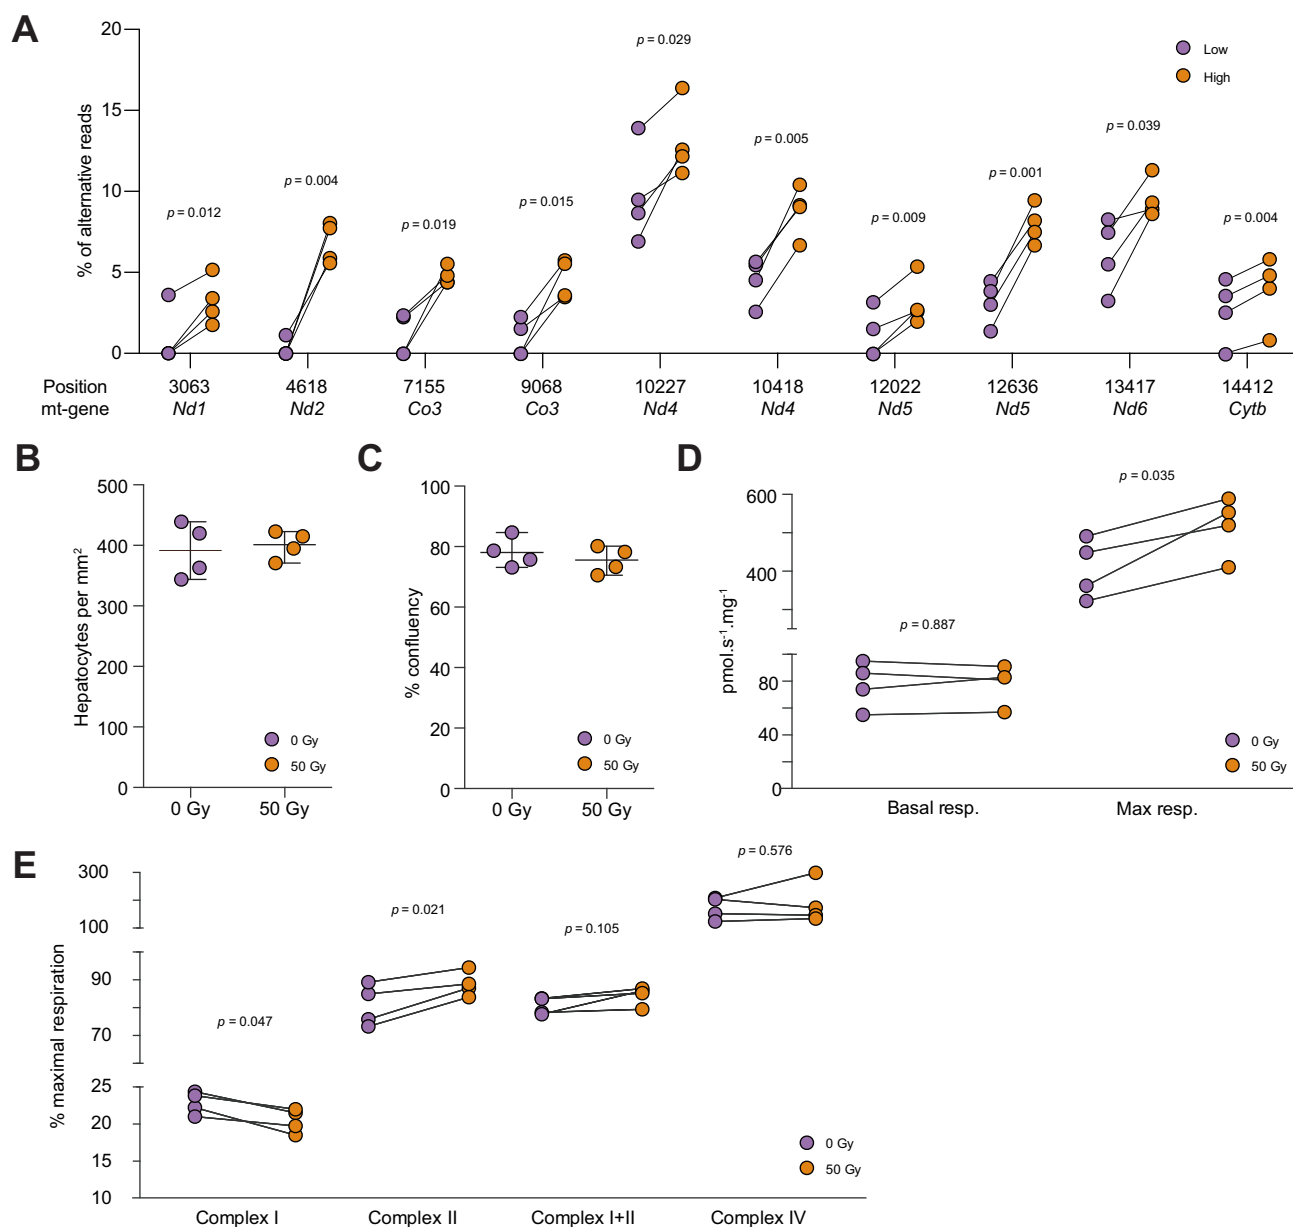 A
20
15
10
5
0
% of alternative reads
p = 0.012
p = 0.004
p = 0.019
p = 0.015
p = 0.029
p = 0.005
p = 0.009
p = 0.001
p = 0.039
p = 0.004
Low
High
Position 3063 4618 7155 9068 10227 10418 12022 12636 13417 14412
mt-gene Nd1 Nd2 Co3 Co3 Nd4 Nd4 Nd5 Nd5 Nd6 Cytb
B
500
400
300
200
100
0
Hepatocytes per mm²
0 Gy
50 Gy
0 Gy 50 Gy
C
100
80
60
40
20
0
% confluency
0 Gy
50 Gy
0 Gy 50 Gy
D
600
400
80
40
0
pmol.s⁻¹.mg⁻¹
p = 0.887
p = 0.035
0 Gy
50 Gy
Basal resp. Max resp.
E
300
100
90
70
25
20
15
10
% maximal respiration
p = 0.047
p = 0.021
p = 0.105
p = 0.576
0 Gy
50 Gy
Complex I Complex II Complex I+II Complex IV